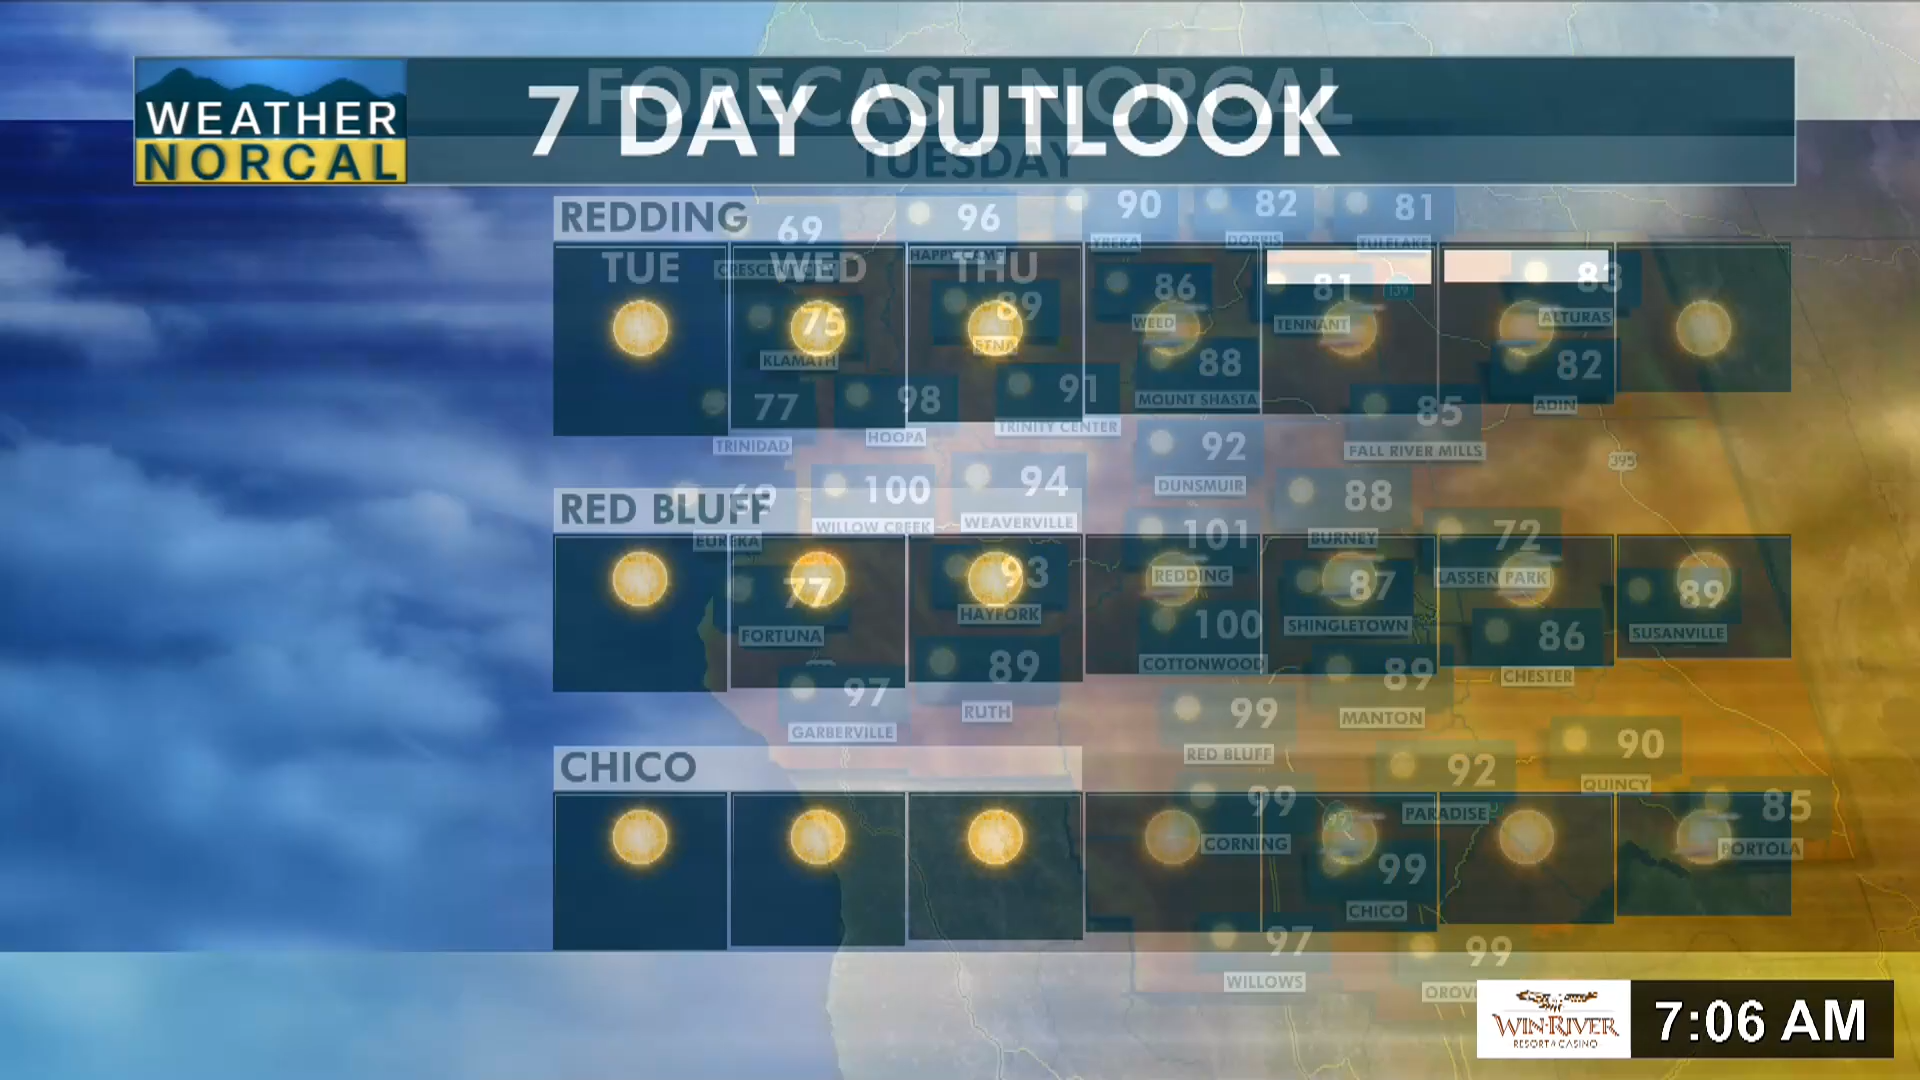 WEATHER
NORCAL
FORECAST NORCAL
7 DAY OUTLOOK
TUESDAY
REDDING
69
96
90
82
81
CRESCENT CITY
HAPPY CAMP
YREKA
DORRIS
TULELAKE
TUE
WED
THU
75
89
86
81
139
83
KLAMATH
ETNA
WEED
TENNANT
ALTURAS
77
98
91
88
85
82
TRINIDAD
HOOPA
TRINITY CENTER
MOUNT SHASTA
FALL RIVER MILLS
ADIN
92
395
DUNSMUIR
RED BLUFF
69
100
94
88
EUREKA
WILLOW CREEK
WEAVERVILLE
BURNEY
77
93
101
87
72
89
FORTUNA
HAYFORK
REDDING
SHINGLETOWN
LASSEN PARK
SUSANVILLE
97
89
100
89
86
GARBERVILLE
RUTH
COTTONWOOD
MANTON
CHESTER
99
90
RED BLUFF
QUINCY
CHICO
99
92
85
CORNING
PARADISE
PORTOLA
99
CHICO
97
99
WILLOWS
WIN-RIVER
RESORT & CASINO
7:06 AM